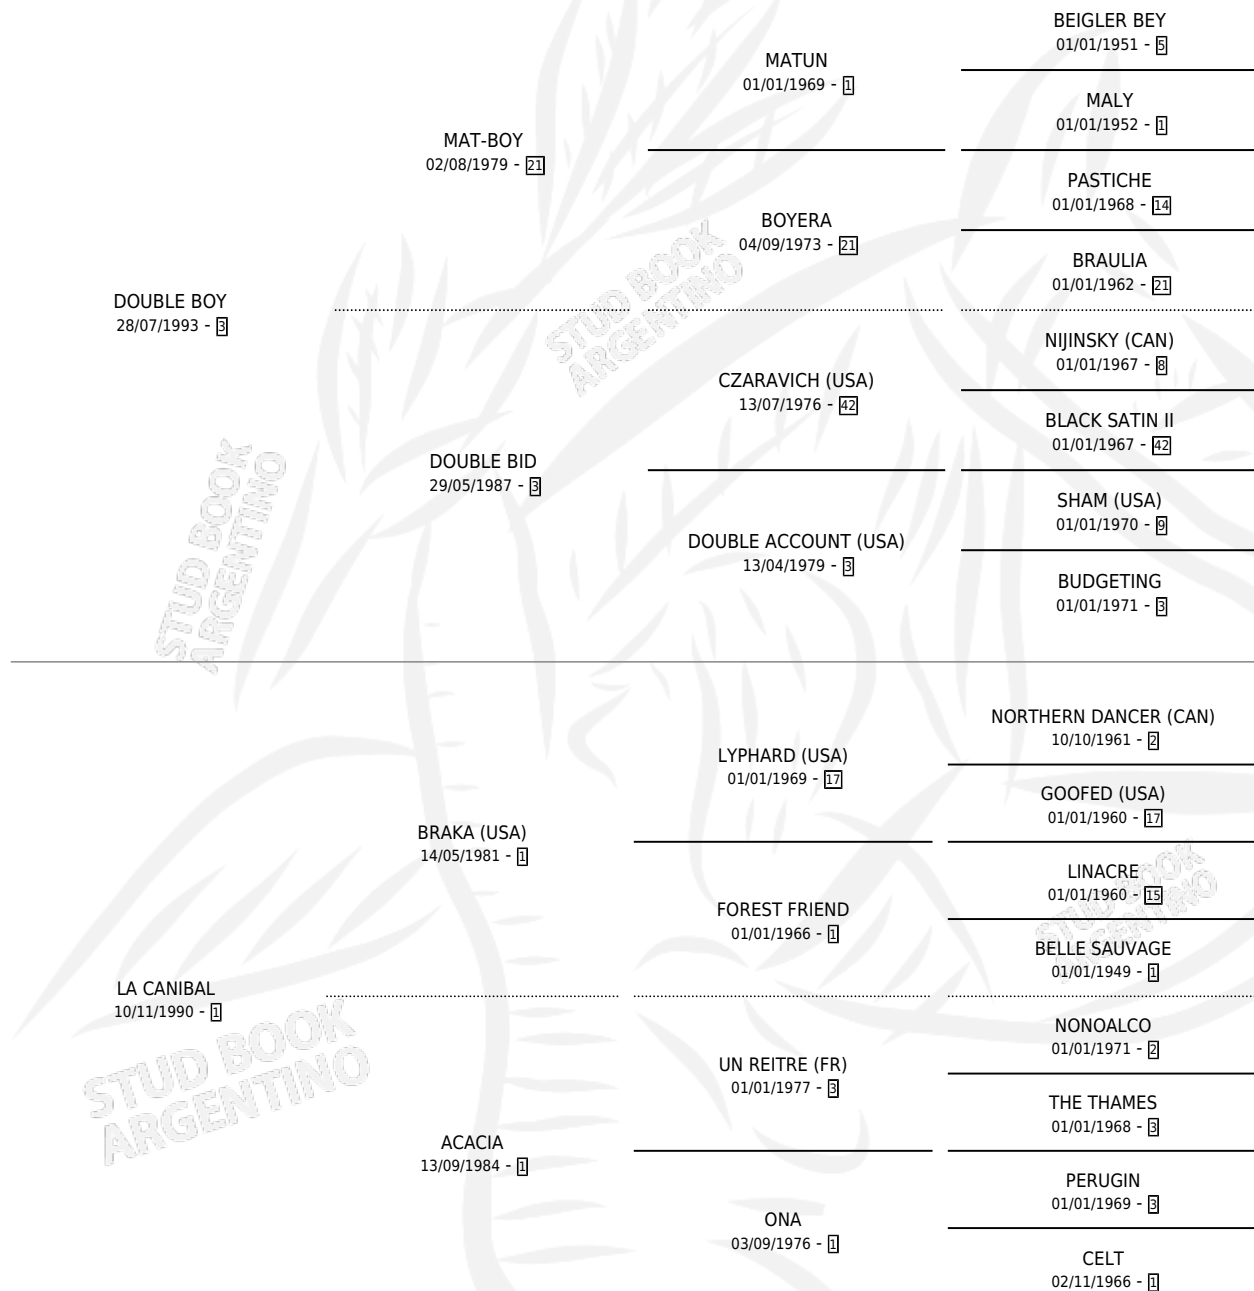 DOUBLE BOY
28/07/1993 - 3
MAT-BOY
02/08/1979 - 21
MATUN
01/01/1969 - 1
BEIGLER BEY
01/01/1951 - 5
MALY
01/01/1952 - 1
BOYERA
04/09/1973 - 21
PASTICHE
01/01/1968 - 14
BRAULIA
01/01/1962 - 21
DOUBLE BID
29/05/1987 - 3
CZARAVICH (USA)
13/07/1976 - 42
NIJINSKY (CAN)
01/01/1967 - 8
BLACK SATIN II
01/01/1967 - 42
DOUBLE ACCOUNT (USA)
13/04/1979 - 3
SHAM (USA)
01/01/1970 - 9
BUDGETING
01/01/1971 - 3
LA CANIBAL
10/11/1990 - 1
BRAKA (USA)
14/05/1981 - 1
LYPHARD (USA)
01/01/1969 - 17
NORTHERN DANCER (CAN)
10/10/1961 - 2
GOOFED (USA)
01/01/1960 - 17
FOREST FRIEND
01/01/1966 - 1
LINACRE
01/01/1960 - 15
BELLE SAUVAGE
01/01/1949 - 1
ACACIA
13/09/1984 - 1
UN REITRE (FR)
01/01/1977 - 3
NONOALCO
01/01/1971 - 2
THE THAMES
01/01/1968 - 3
ONA
03/09/1976 - 1
PERUGIN
01/01/1969 - 3
CELT
02/11/1966 - 1
STUD BOOK
ARGENTINO
STUD BOOK
ARGENTINO
STUD BOOK
ARGENTINO
STUD BOOK
ARGENTINO